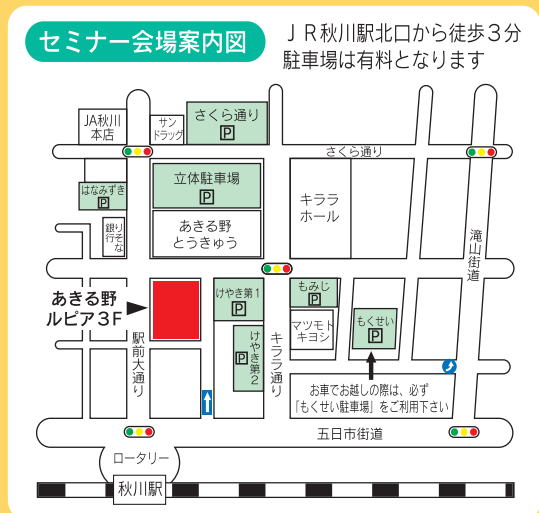 セミナー会場案内図
ＪＲ秋川駅北口から徒歩３分
駐車場は有料となります
JA秋川
本店
サン
ドラッグ
さくら通り
P
さくら通り
はなみずき
P
立体駐車場
P
キララ
ホール
りそな
銀行
あきる野
とうきゅう
滝山街道
あきる野
ルピア３F
けやき第１
P
もみじ
P
マツモト
キヨシ
もくせい
P
けやき第２
P
駅前大通り
キララ通り
お車でお越しの際は、必ず
「もくせい駐車場」をご利用下さい
五日市街道
ロータリー
秋川駅